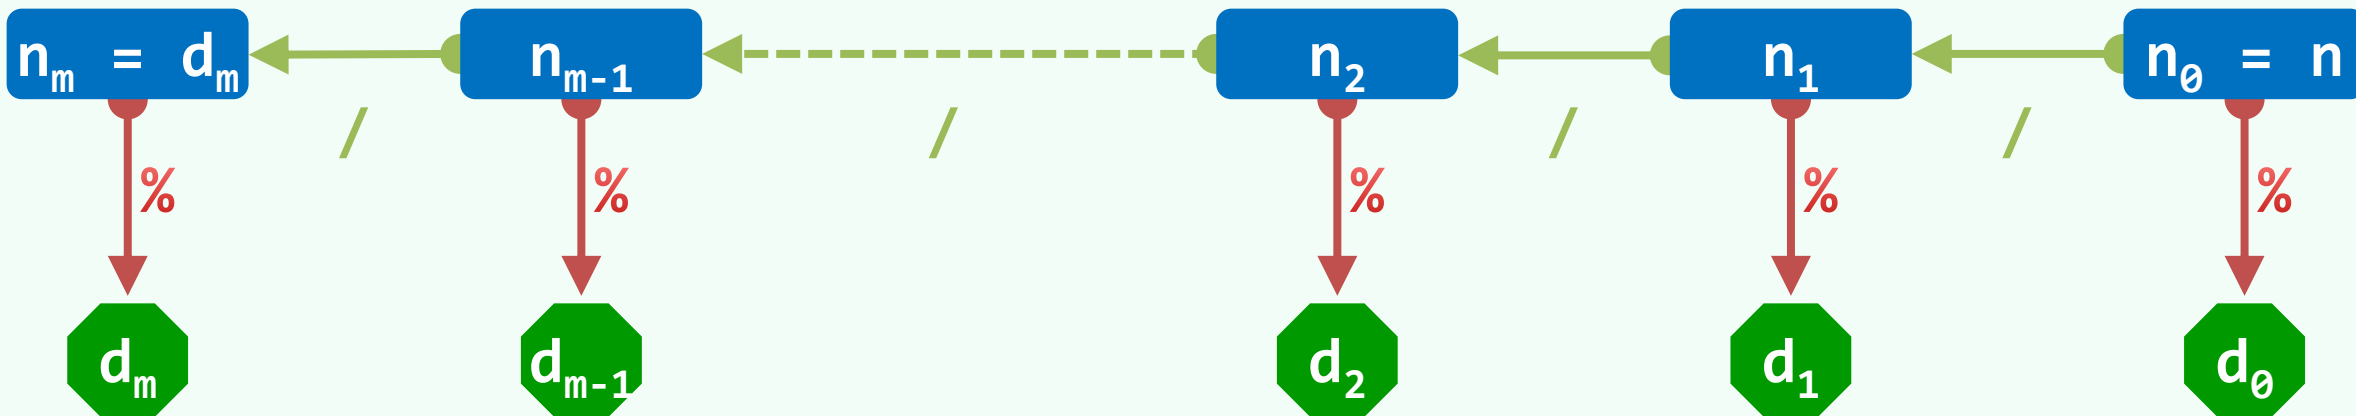 nₘ = dₘ nₘ₋₁ n₂ n₁ n₀ = n
/ / / /
% % % % %
dₘ dₘ₋₁ d₂ d₁ d₀